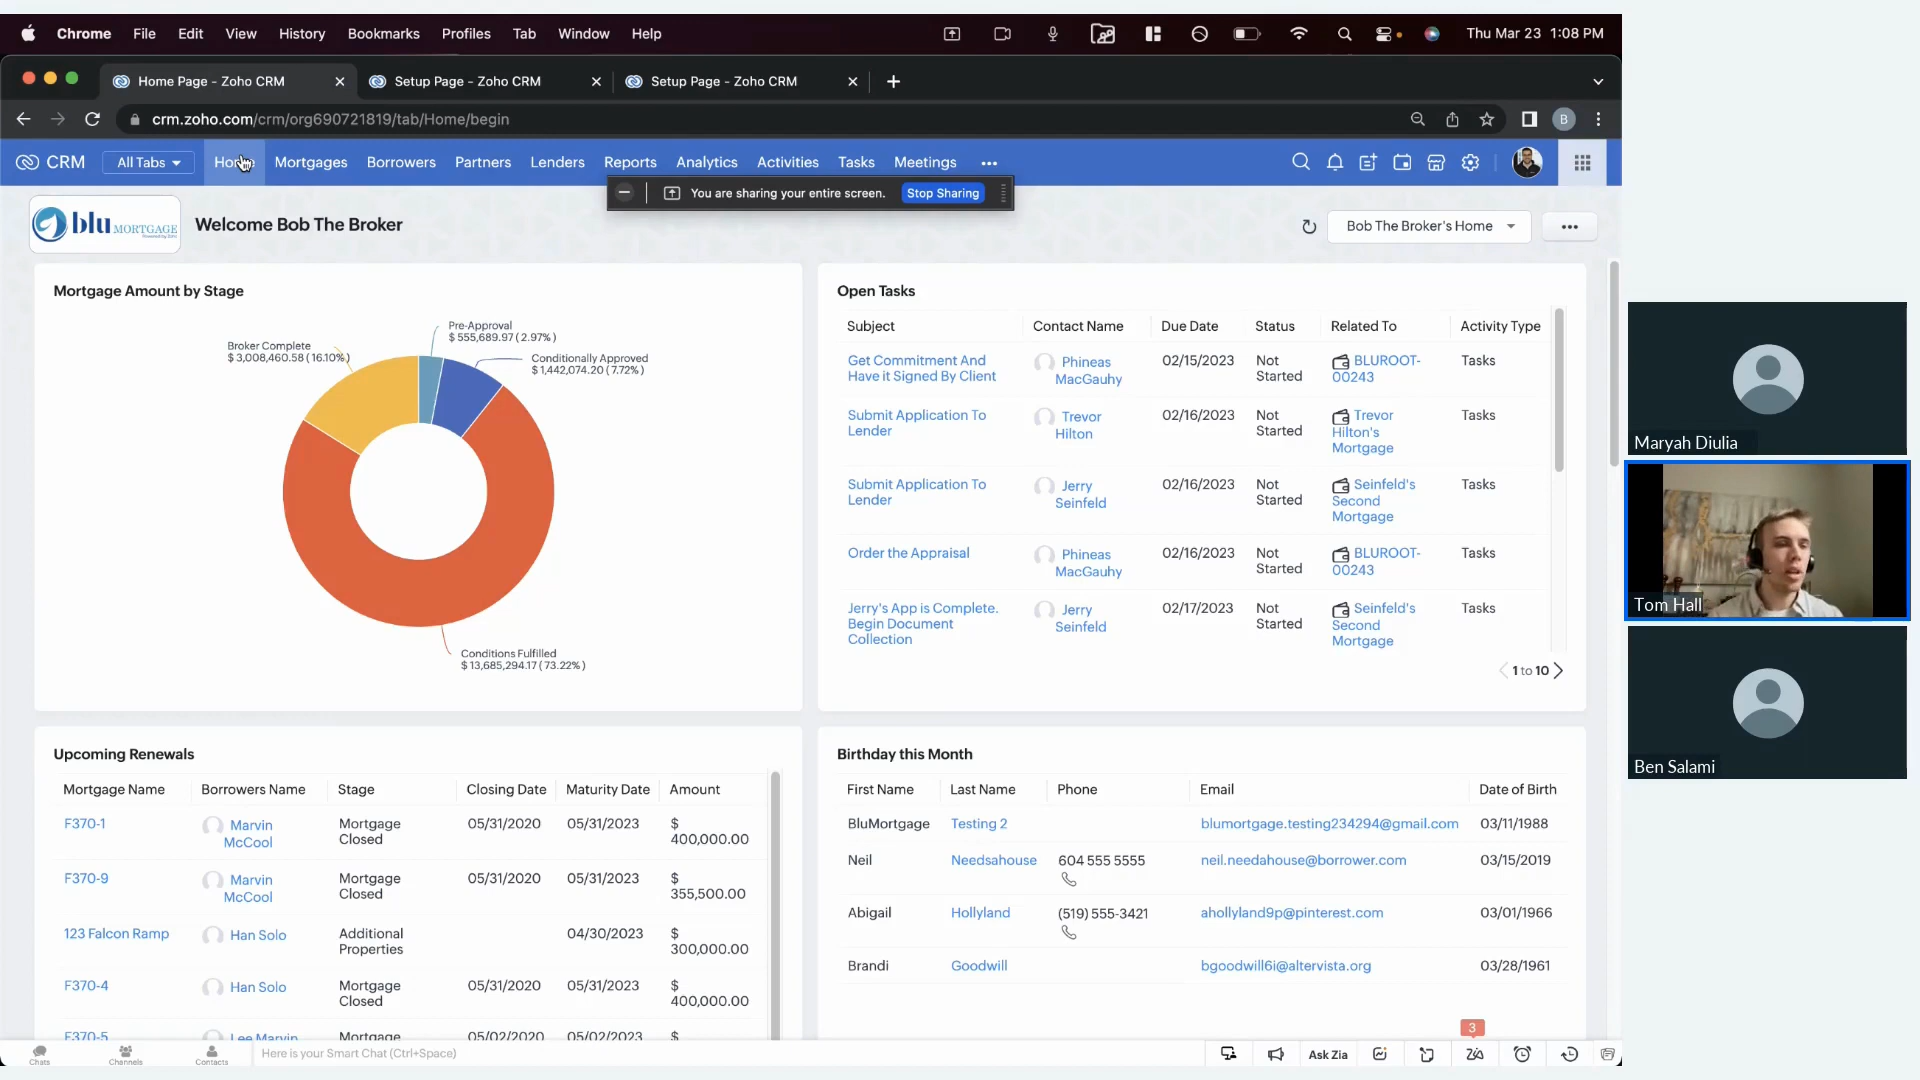 Chrome File Edit View History Bookmarks Profiles Tab Window Help Thu Mar 23 1:08 PM
Home Page - Zoho CRM Setup Page - Zoho CRM Setup Page - Zoho CRM
crm.zoho.com/crm/org690721819/tab/Home/begin B
CRM All Tabs Home Mortgages Borrowers Partners Lenders Reports Analytics Activities Tasks Meetings
You are sharing your entire screen. Stop Sharing
blu MORTGAGE
Powered by Zoho
Welcome Bob The Broker
Bob The Broker's Home
Mortgage Amount by Stage
Pre-Approval
$ 555,689.97 ( 2.97% )
Broker Complete
$ 3,008,460.58 ( 16.10% )
Conditionally Approved
$ 1,442,074.20 ( 7.72% )
Conditions Fulfilled
$ 13,685,294.17 ( 73.22% )
Open Tasks
Subject Contact Name Due Date Status Related To Activity Type
Get Commitment And Have it Signed By Client Phineas MacGauhy 02/15/2023 Not Started BLUROOT-00243 Tasks
Submit Application To Lender Trevor Hilton 02/16/2023 Not Started Trevor Hilton's Mortgage Tasks
Submit Application To Lender Jerry Seinfeld 02/16/2023 Not Started Seinfeld's Second Mortgage Tasks
Order the Appraisal Phineas MacGauhy 02/16/2023 Not Started BLUROOT-00243 Tasks
Jerry's App is Complete. Begin Document Collection Jerry Seinfeld 02/17/2023 Not Started Seinfeld's Second Mortgage Tasks
1 to 10
Upcoming Renewals
Mortgage Name Borrowers Name Stage Closing Date Maturity Date Amount
F370-1 Marvin McCool Mortgage Closed 05/31/2020 05/31/2023 $ 400,000.00
F370-9 Marvin McCool Mortgage Closed 05/31/2020 05/31/2023 $ 355,500.00
123 Falcon Ramp Han Solo Additional Properties 04/30/2023 $ 300,000.00
F370-4 Han Solo Mortgage Closed 05/31/2020 05/31/2023 $ 400,000.00
F370-5 Lee Marvin Mortgage 05/02/2020 05/02/2023 $
Birthday this Month
First Name Last Name Phone Email Date of Birth
BluMortgage Testing 2 blumortgage.testing234294@gmail.com 03/11/1988
Neil Needsahouse 604 555 5555 neil.needahouse@borrower.com 03/15/2019
Abigail Hollyland (519) 555-3421 ahollyland9p@pinterest.com 03/01/1966
Brandi Goodwill bgoodwill6i@altervista.org 03/28/1961
3
Chats Channels Contacts Here is your Smart Chat (Ctrl+Space) Ask Zia
Maryah Diulia
Tom Hall
Ben Salami